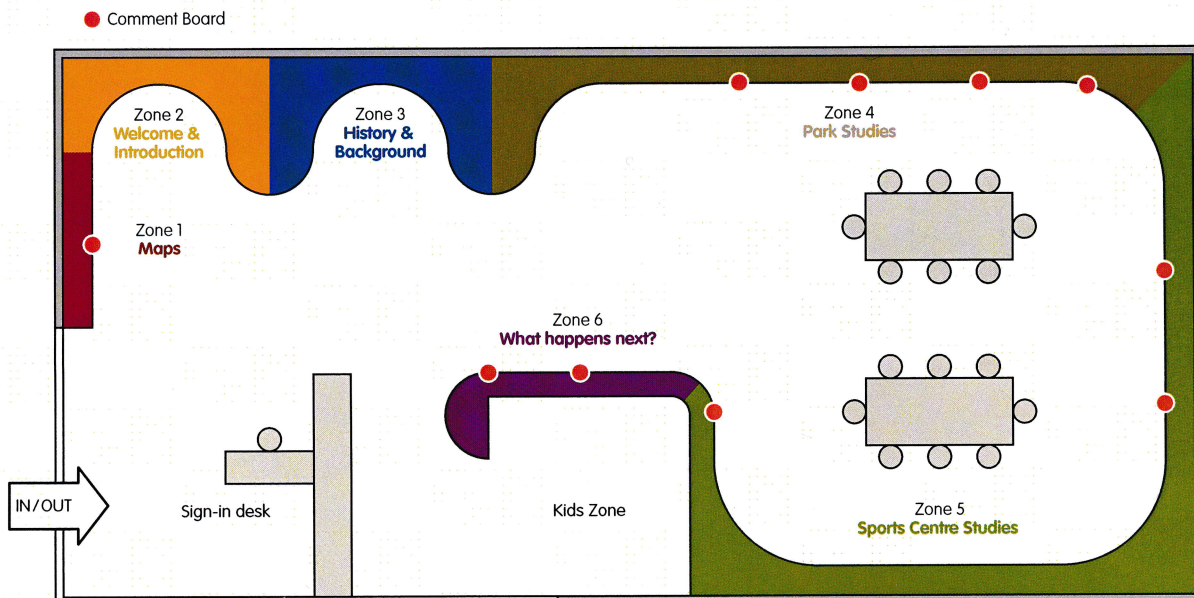 Comment Board
Zone 2
Welcome &
Introduction
Zone 3
History &
Background
Zone 4
Park Studies
Zone 1
Maps
Zone 6
What happens next?
IN/OUT
Sign-in desk
Kids Zone
Zone 5
Sports Centre Studies